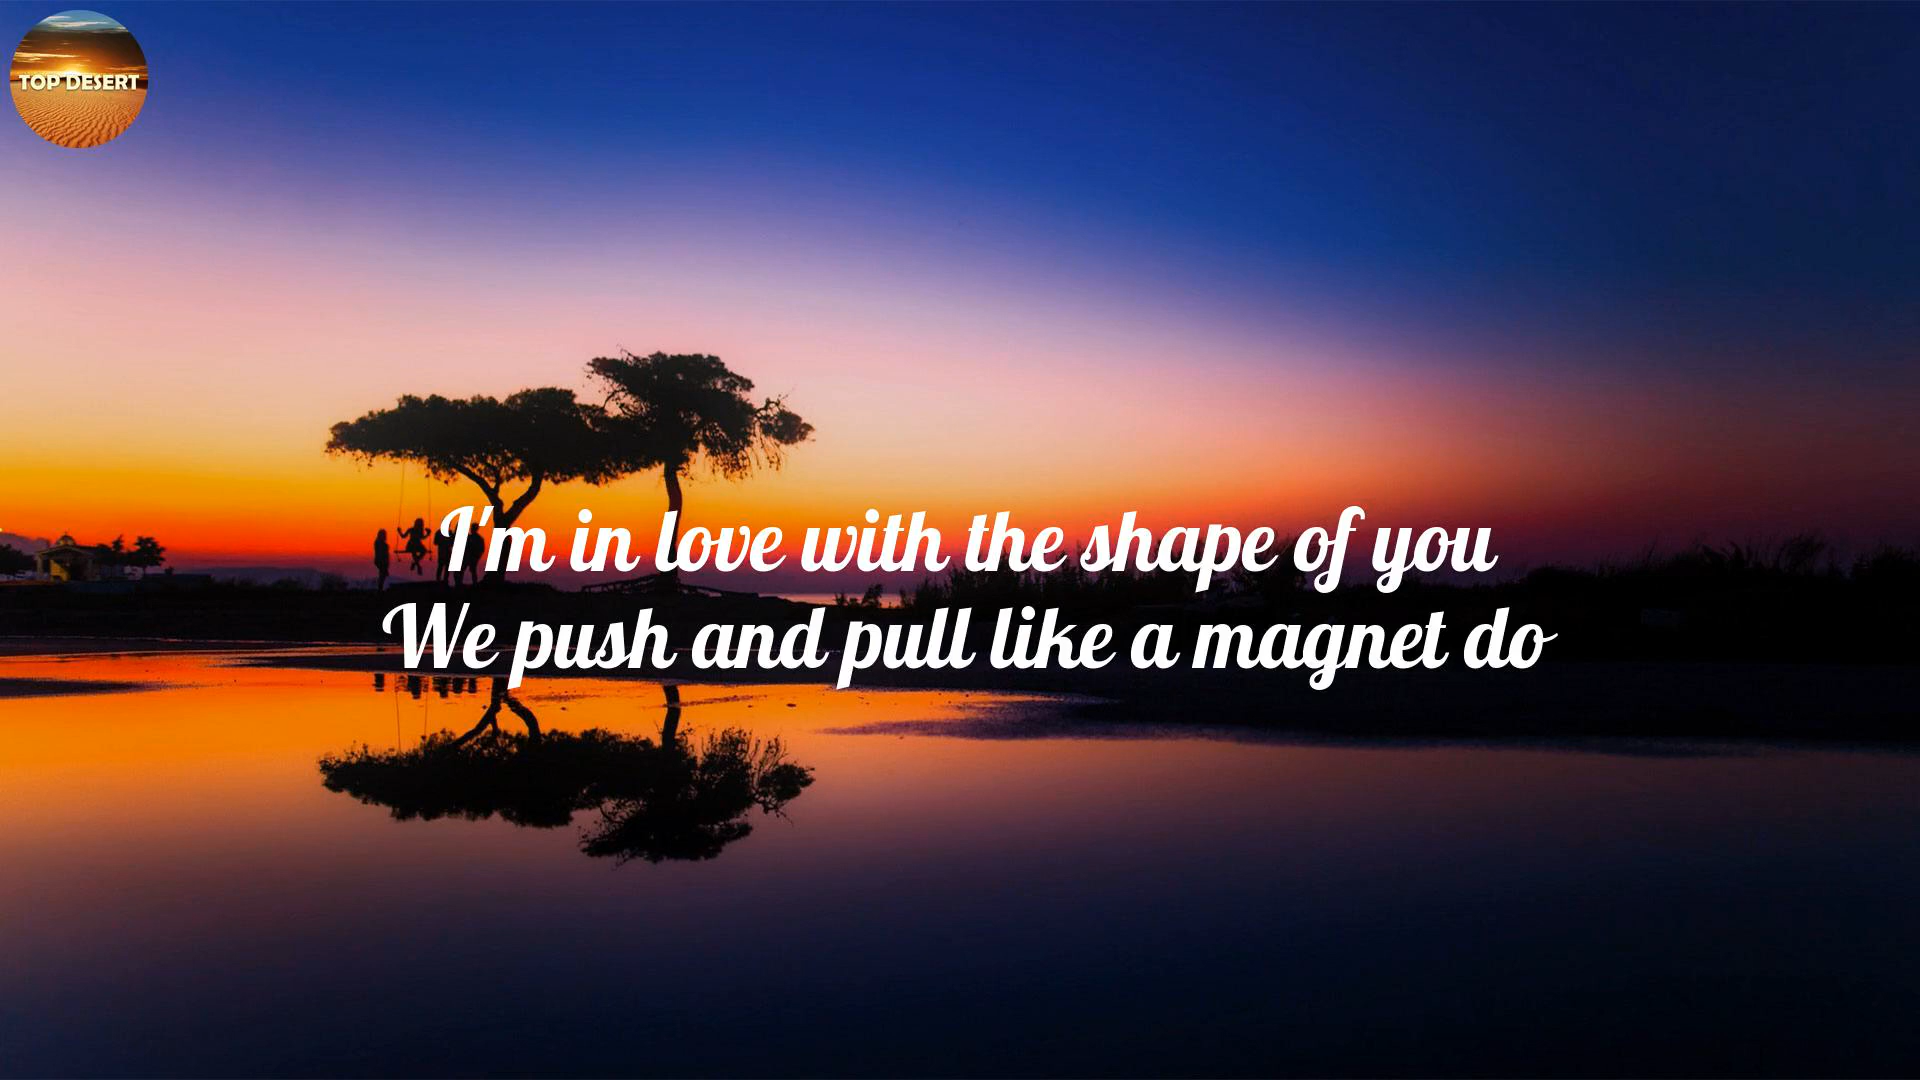 TOP DESERT
I'm in love with the shape of you
We push and pull like a magnet do